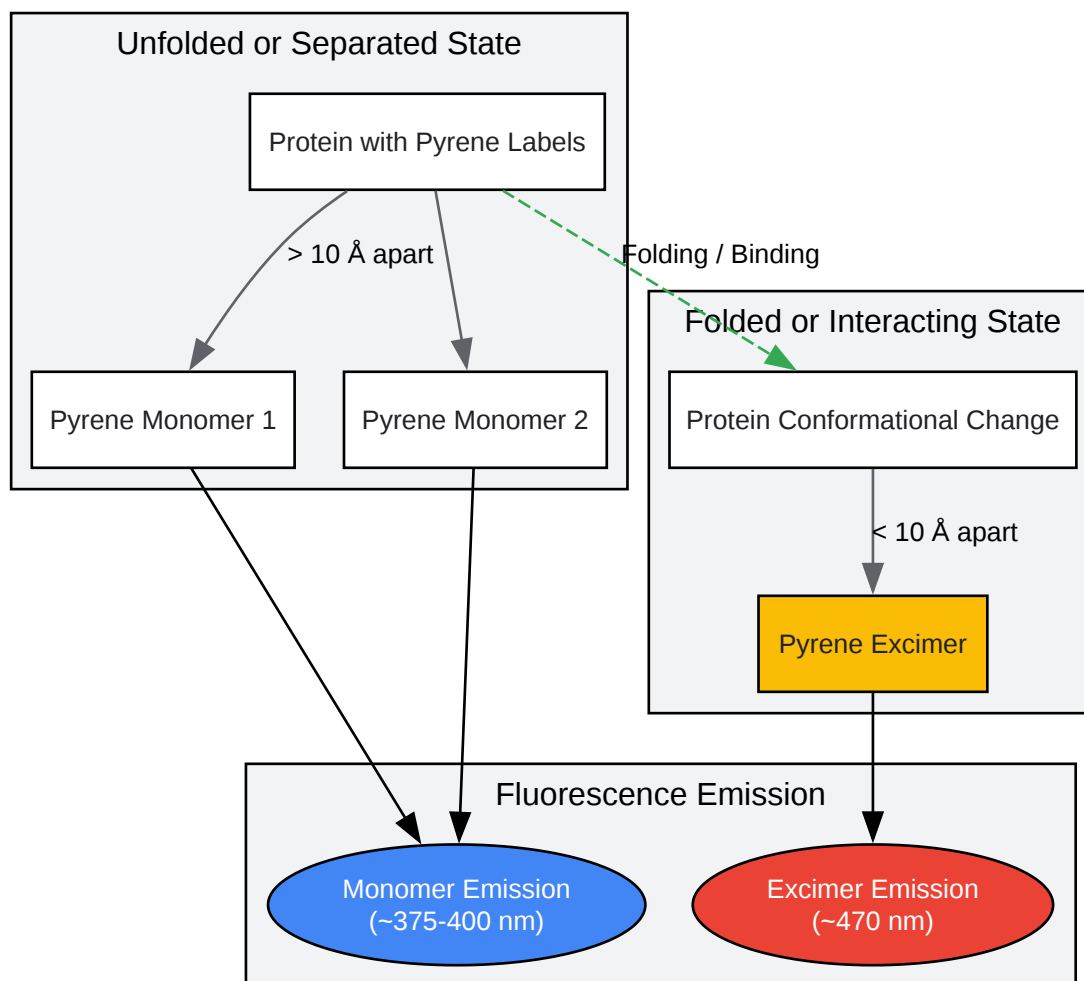 Unfolded or Separated State
Protein with Pyrene Labels
> 10 Å apart
Folding / Binding
Folded or Interacting State
Pyrene Monomer 1
Pyrene Monomer 2
Protein Conformational Change
< 10 Å apart
Pyrene Excimer
Fluorescence Emission
Monomer Emission
(~375-400 nm)
Excimer Emission
(~470 nm)